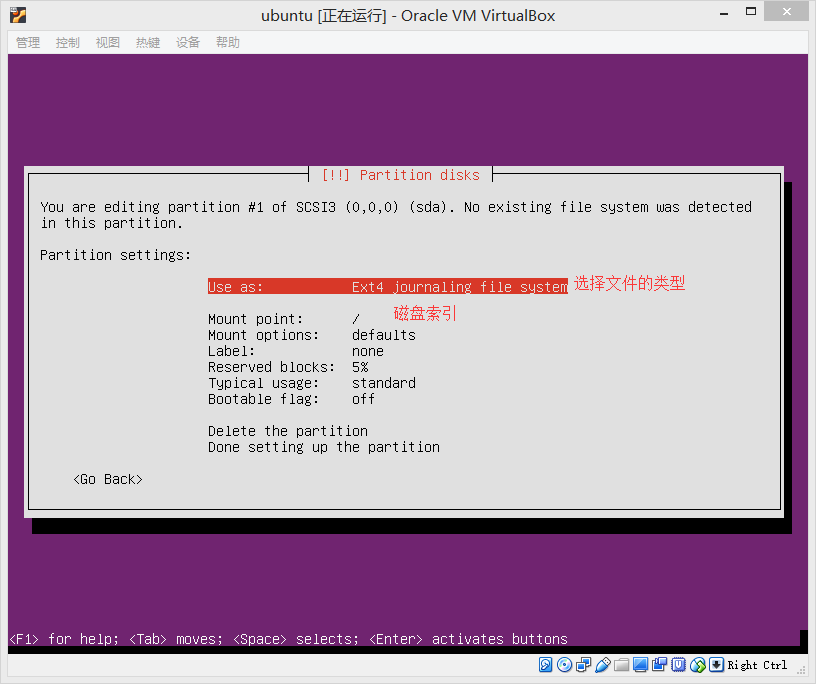 ubuntu [正在运行] - Oracle VM VirtualBox
管理 控制 视图 热键 设备 帮助
[!!] Partition disks
You are editing partition #1 of SCSI3 (0,0,0) (sda). No existing file system was detected
in this partition.
Partition settings:
Use as: Ext4 journaling file system 选择文件的类型
磁盘索引
Mount point: /
Mount options: defaults
Label: none
Reserved blocks: 5%
Typical usage: standard
Bootable flag: off
Delete the partition
Done setting up the partition
<Go Back>
<F1> for help; <Tab> moves; <Space> selects; <Enter> activates buttons
Right Ctrl